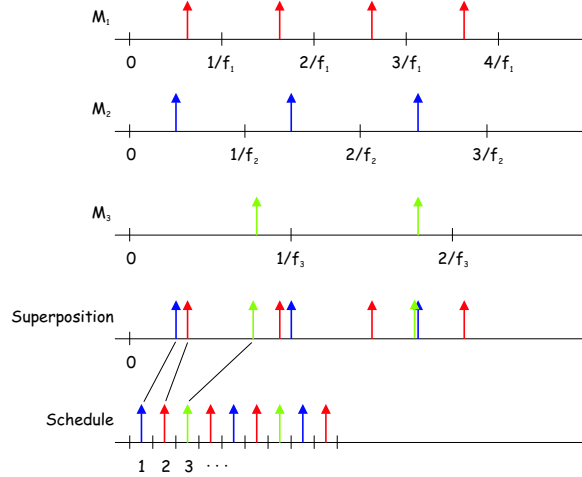 M₁
0 1/f₁ 2/f₁ 3/f₁ 4/f₁
M₂
0 1/f₂ 2/f₂ 3/f₂
M₃
0 1/f₃ 2/f₃
Superposition
0
Schedule
1 2 3 ...